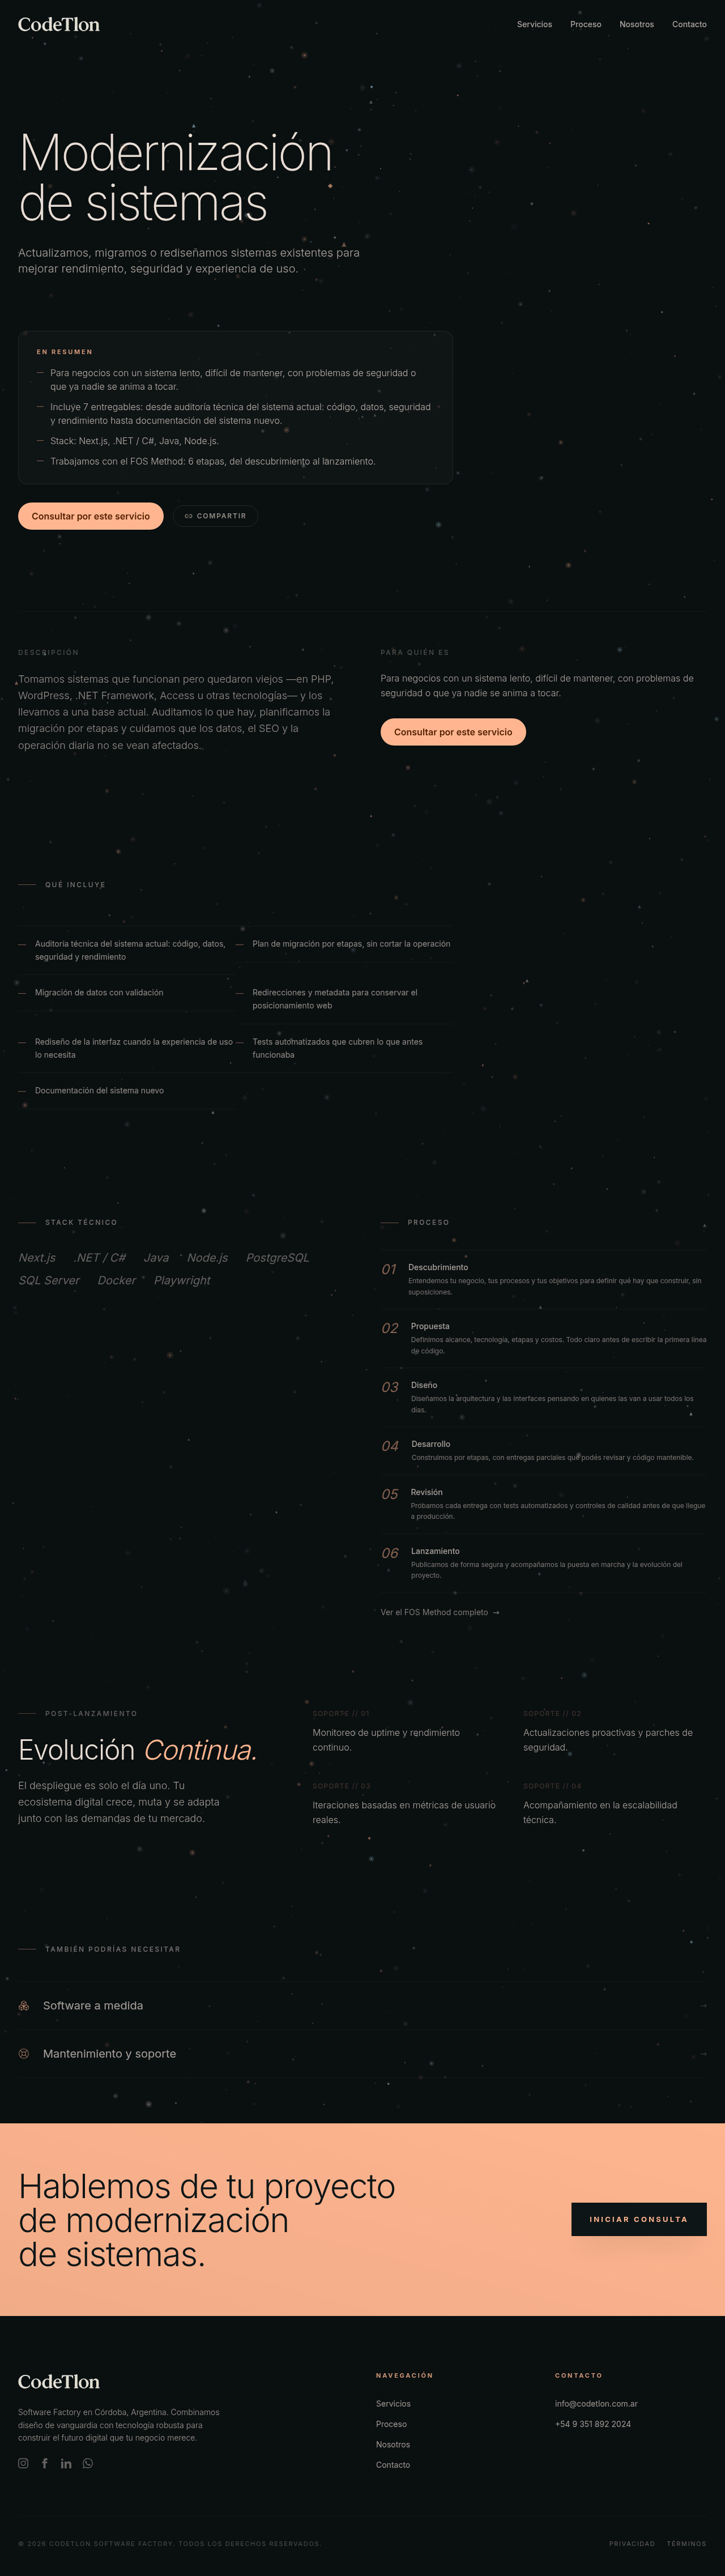 CodeTlon
Servicios
Proceso
Nosotros
Contacto
Modernización
de sistemas
Actualizamos, migramos o rediseñamos sistemas existentes para
mejorar rendimiento, seguridad y experiencia de uso.
EN RESUMEN
— Para negocios con un sistema lento, difícil de mantener, con problemas de seguridad o
que ya nadie se anima a tocar.
— Incluye 7 entregables: desde auditoría técnica del sistema actual: código, datos, seguridad
y rendimiento hasta documentación del sistema nuevo.
— Stack: Next.js, .NET / C#, Java, Node.js.
— Trabajamos con el FOS Method: 6 etapas, del descubrimiento al lanzamiento.
Consultar por este servicio
COMPARTIR
DESCRIPCIÓN
Tomamos sistemas que funcionan pero quedaron viejos —en PHP,
WordPress, .NET Framework, Access u otras tecnologías— y los
llevamos a una base actual. Auditamos lo que hay, planificamos la
migración por etapas y cuidamos que los datos, el SEO y la
operación diaria no se vean afectados.
PARA QUIÉN ES
Para negocios con un sistema lento, difícil de mantener, con problemas de
seguridad o que ya nadie se anima a tocar.
Consultar por este servicio
QUÉ INCLUYE
— Auditoría técnica del sistema actual: código, datos,
seguridad y rendimiento
— Plan de migración por etapas, sin cortar la operación
— Migración de datos con validación
— Redirecciones y metadata para conservar el
posicionamiento web
— Rediseño de la interfaz cuando la experiencia de uso
lo necesita
— Tests automatizados que cubren lo que antes
funcionaba
— Documentación del sistema nuevo
STACK TÉCNICO
Next.js .NET / C# Java Node.js PostgreSQL
SQL Server Docker Playwright
PROCESO
01 Descubrimiento
Entendemos tu negocio, tus procesos y tus objetivos para definir qué hay que construir, sin
suposiciones.
02 Propuesta
Definimos alcance, tecnología, etapas y costos. Todo claro antes de escribir la primera línea
de código.
03 Diseño
Diseñamos la arquitectura y las interfaces pensando en quienes las van a usar todos los
días.
04 Desarrollo
Construimos por etapas, con entregas parciales que podés revisar y código mantenible.
05 Revisión
Probamos cada entrega con tests automatizados y controles de calidad antes de que llegue
a producción.
06 Lanzamiento
Publicamos de forma segura y acompañamos la puesta en marcha y la evolución del
proyecto.
Ver el FOS Method completo →
POST-LANZAMIENTO
Evolución Continua.
El despliegue es solo el día uno. Tu
ecosistema digital crece, muta y se adapta
junto con las demandas de tu mercado.
SOPORTE // 01
Monitoreo de uptime y rendimiento
continuo.
SOPORTE // 02
Actualizaciones proactivas y parches de
seguridad.
SOPORTE // 03
Iteraciones basadas en métricas de usuario
reales.
SOPORTE // 04
Acompañamiento en la escalabilidad
técnica.
TAMBIÉN PODRÍAS NECESITAR
Software a medida →
Mantenimiento y soporte →
Hablemos de tu proyecto
de modernización
de sistemas.
INICIAR CONSULTA
CodeTlon
Software Factory en Córdoba, Argentina. Combinamos
diseño de vanguardia con tecnología robusta para
construir el futuro digital que tu negocio merece.
NAVEGACIÓN
Servicios
Proceso
Nosotros
Contacto
CONTACTO
info@codetlon.com.ar
+54 9 351 892 2024
© 2026 CODETLON SOFTWARE FACTORY. TODOS LOS DERECHOS RESERVADOS.
PRIVACIDAD
TÉRMINOS